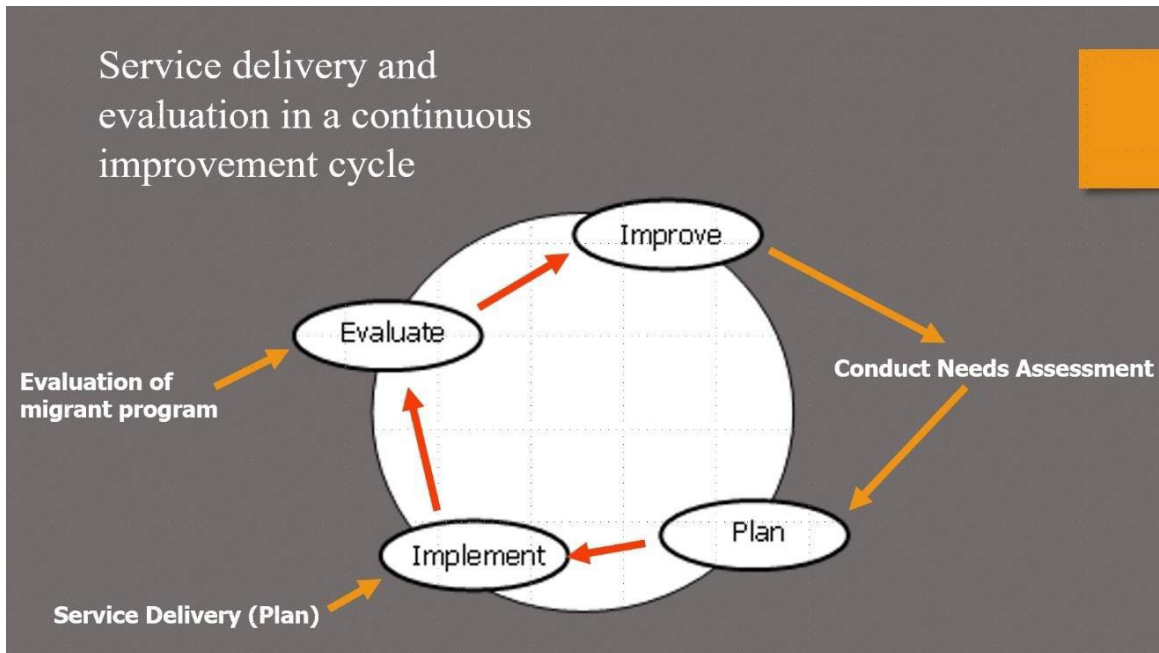 Service delivery and
evaluation in a continuous
improvement cycle
Improve
Evaluate
Evaluation of
migrant program
Conduct Needs Assessment
Plan
Implement
Service Delivery (Plan)